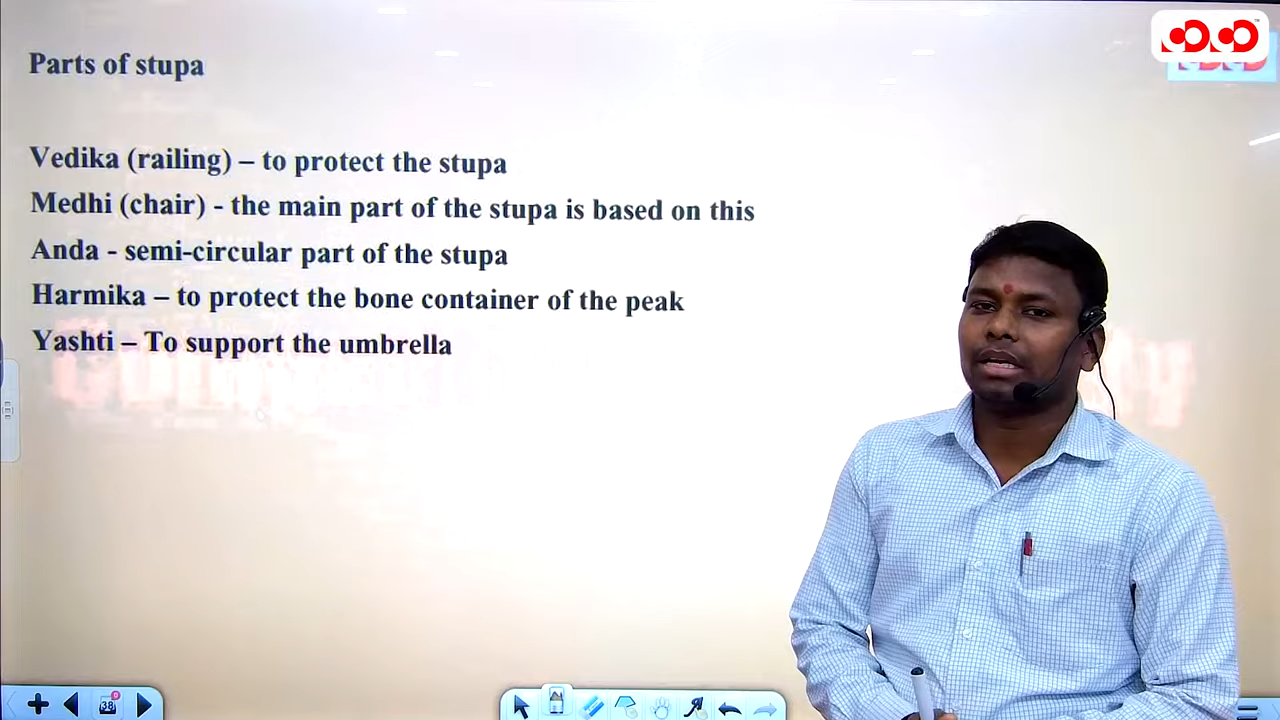 Parts of stupa
Vedika (railing) – to protect the stupa
Medhi (chair) - the main part of the stupa is based on this
Anda - semi-circular part of the stupa
Harmika – to protect the bone container of the peak
Yashti – To support the umbrella
38